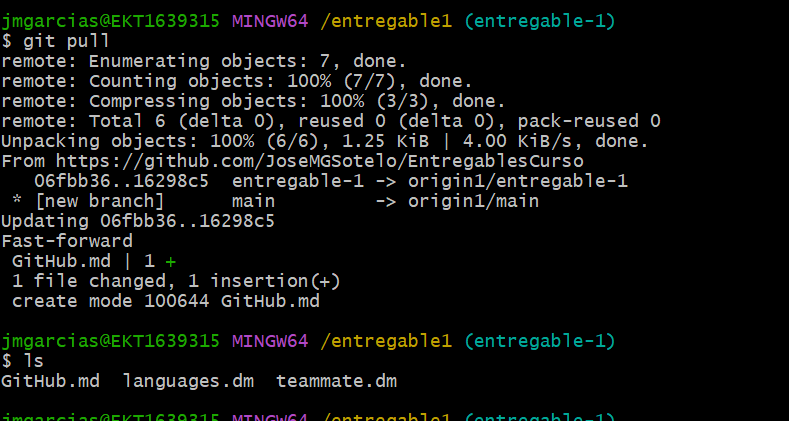 jmgarcias@EKT1639315 MINGW64 /entregable1 (entregable-1)
$ git pull
remote: Enumerating objects: 7, done.
remote: Counting objects: 100% (7/7), done.
remote: Compressing objects: 100% (3/3), done.
remote: Total 6 (delta 0), reused 0 (delta 0), pack-reused 0
Unpacking objects: 100% (6/6), 1.25 KiB | 4.00 KiB/s, done.
From https://github.com/JoseMGSotelo/EntregablesCurso
   06fbb36..16298c5  entregable-1 -> origin1/entregable-1
 * [new branch]      main         -> origin1/main
Updating 06fbb36..16298c5
Fast-forward
 GitHub.md | 1 +
 1 file changed, 1 insertion(+)
 create mode 100644 GitHub.md
jmgarcias@EKT1639315 MINGW64 /entregable1 (entregable-1)
$ ls
GitHub.md  languages.dm  teammate.dm
jmgarcias@EKT1639315 MINGW64 /entregable1 (entregable-1)